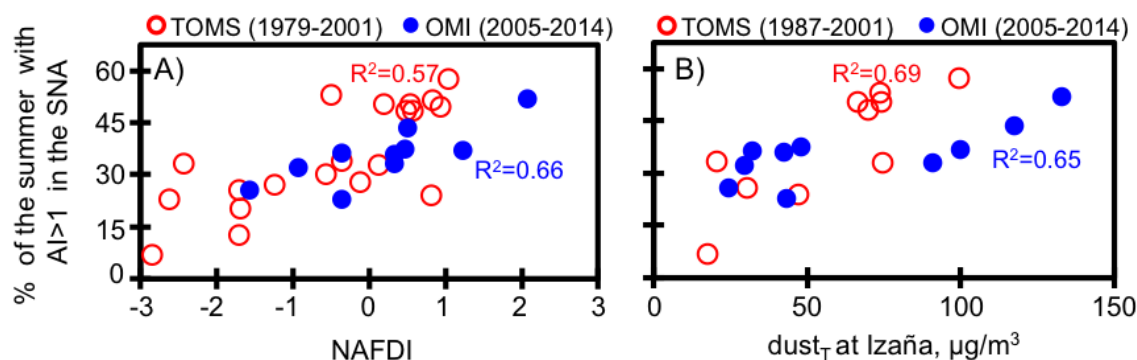 TOMS (1979-2001) OMI (2005-2014)
TOMS (1987-2001) OMI (2005-2014)
% of the summer with
AI>1 in the SNA
60
45
30
15
0
A)
R²=0.57
R²=0.66
-3 -2 -1 0 1 2 3
NAFDI
B)
R²=0.69
R²=0.65
0 50 100 150
dust_T at Izaña, µg/m³